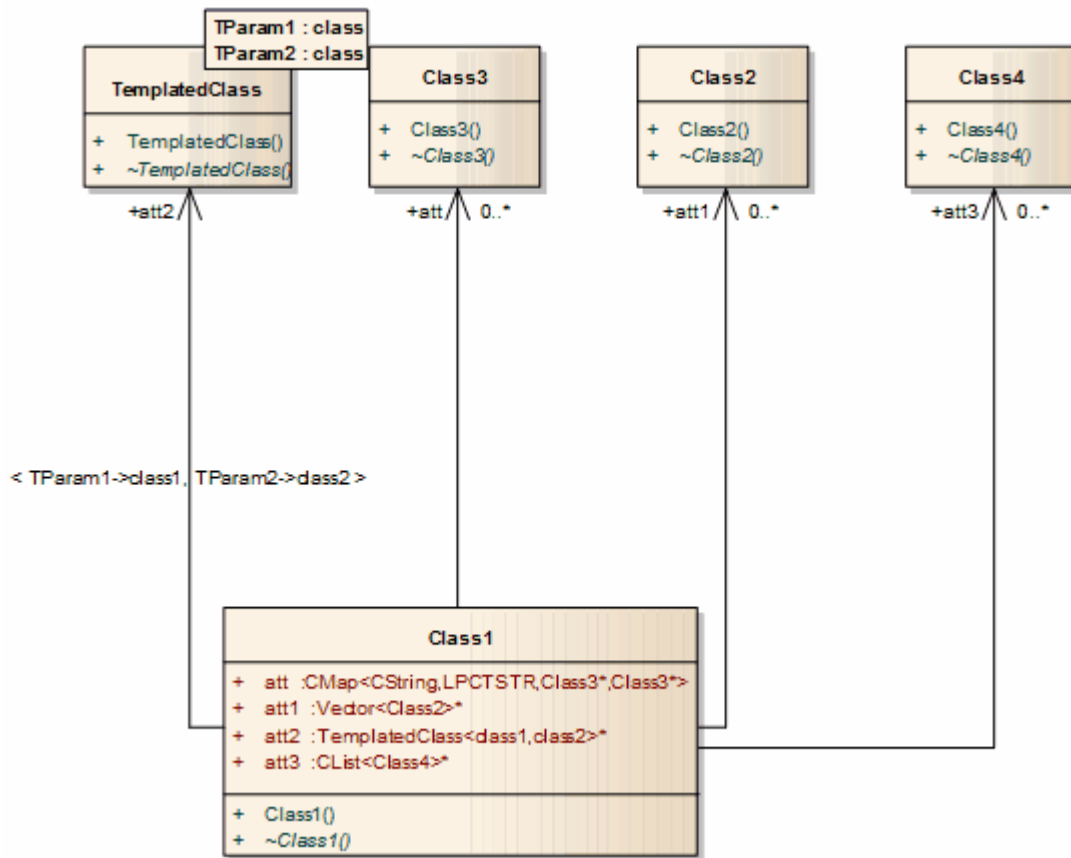 TParam1 : class
TParam2 : class
TemplatedClass
+ TemplatedClass()
+ ~TemplatedClass()
Class3
+ Class3()
+ ~Class3()
Class2
+ Class2()
+ ~Class2()
Class4
+ Class4()
+ ~Class4()
+att2
+att 0..*
+att1 0..*
+att3 0..*
< TParam1->class1, TParam2->class2 >
Class1
+ att :CMap<CString,LPCTSTR,Class3*,Class3*>
+ att1 :Vector<Class2>*
+ att2 :TemplatedClass<class1,class2>*
+ att3 :CList<Class4>*
+ Class1()
+ ~Class1()